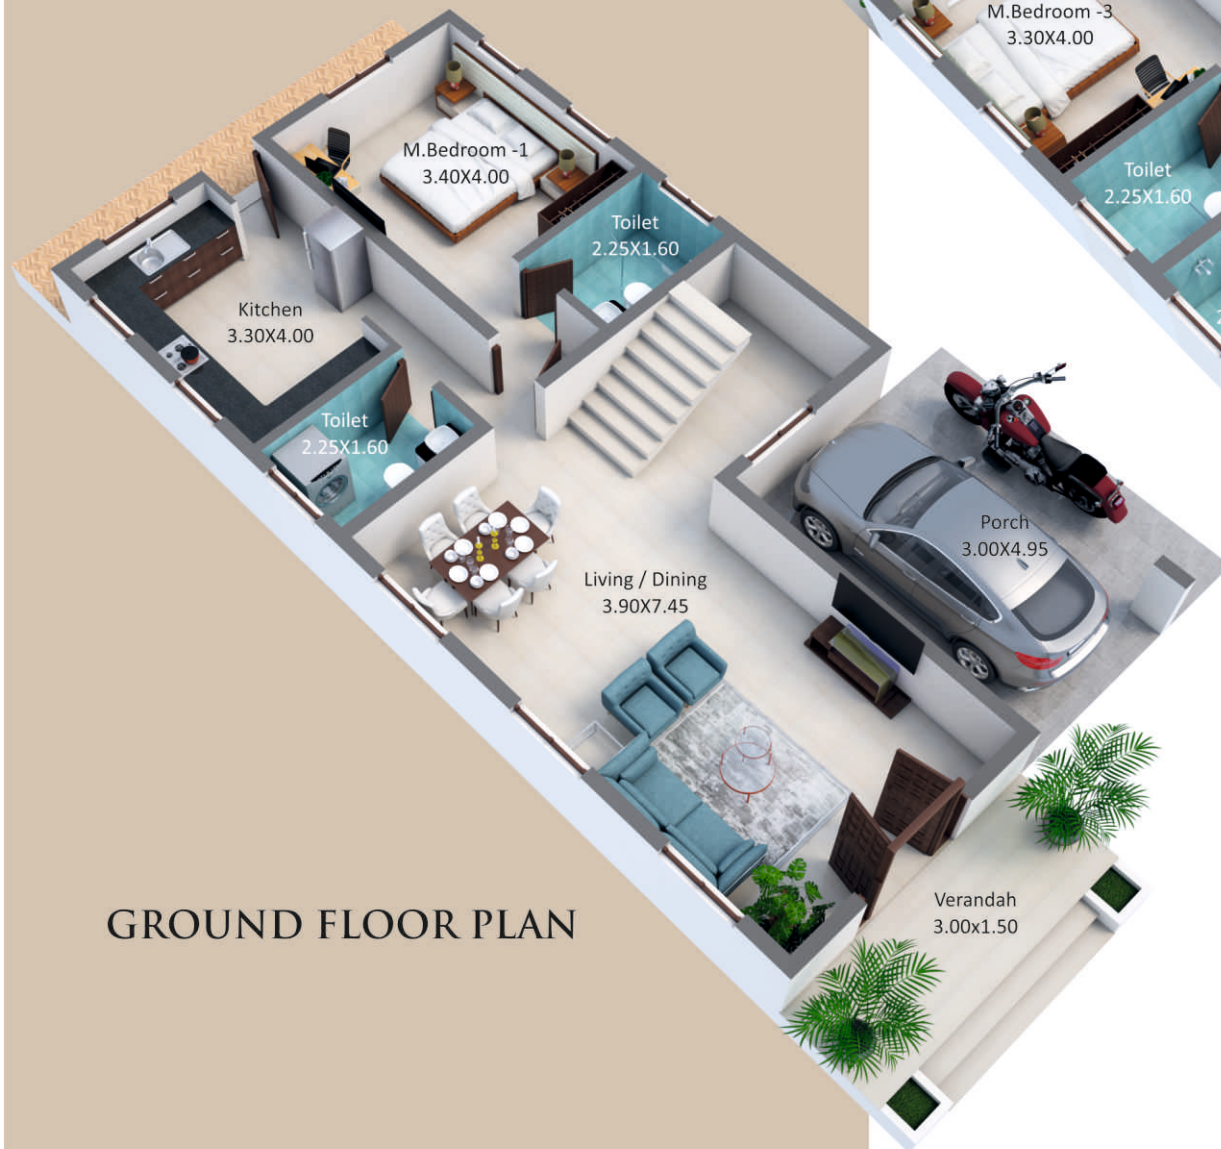 M.Bedroom -3
3.30X4.00
M.Bedroom -1
3.40X4.00
Toilet
2.25X1.60
Toilet
2.25X1.60
Kitchen
3.30X4.00
Toilet
2.25X1.60
Porch
3.00X4.95
Living / Dining
3.90X7.45
Verandah
3.00x1.50
GROUND FLOOR PLAN